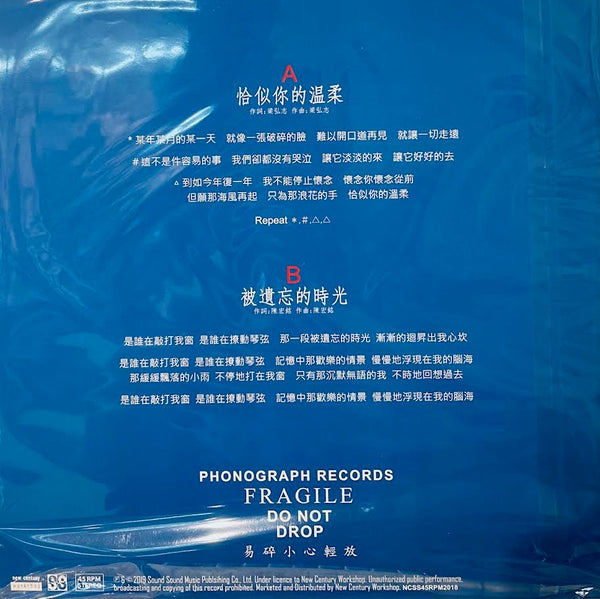 A
恰似你的溫柔
作詞:梁弘志 作曲:梁弘志
*某年某月的某一天 就像一張破碎的臉 難以開口道再見 就讓一切走遠
#這不是件容易的事 我們卻都沒有哭泣 讓它淡淡的來 讓它好好的去
△到如今年復一年 我不能停止懷念 懷念你懷念從前
但願那海風再起 只為那浪花的手 恰似你的溫柔
Repeat *,#,△,△
B
被遺忘的時光
作詞:陳宏銘 作曲:陳宏銘
是誰在敲打我窗 是誰在撩動琴弦 那一段被遺忘的時光 漸漸的迴昇出我心坎
是誰在敲打我窗 是誰在撩動琴弦 記憶中那歡樂的情景 慢慢地浮現在我的腦海
那緩緩飄落的小雨 不停地打在我窗 只有那沉默無語的我 不時地回想過去
是誰在敲打我窗 是誰在撩動琴弦 記憶中那歡樂的情景 慢慢地浮現在我的腦海
PHONOGRAPH RECORDS
FRAGILE
DO NOT
DROP
易碎小心輕放
new century
workshop
45 RPM
STEREO
℗ & © 2019 Sound Sound Music Publsihing Co., Ltd. Under licence to New Century Workshop. Unauthorized public performance,
broadcasting and copying of this record prohibited. Marketed and Distributed by New Century Workshop. NCSS45RPM2018